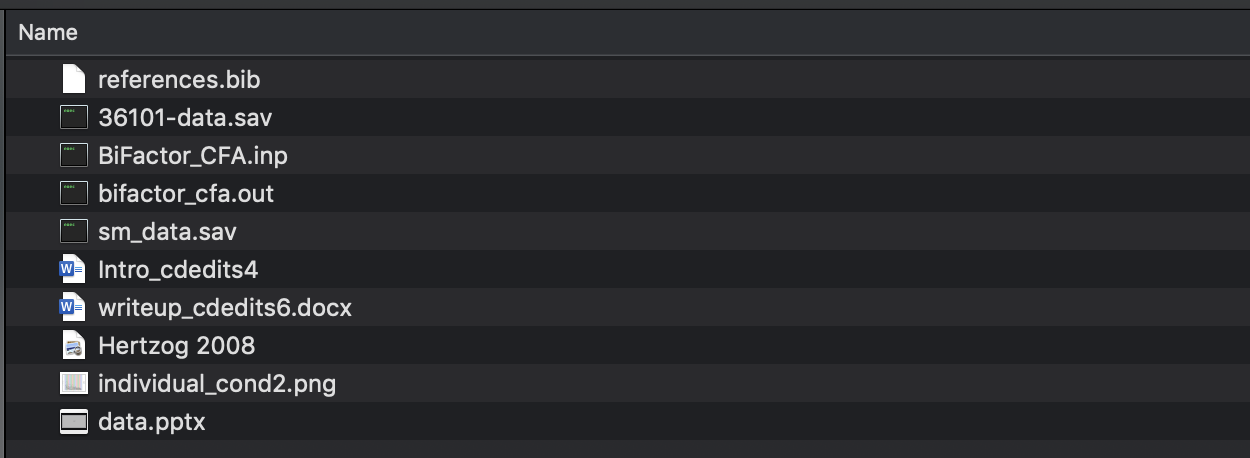 Name
references.bib
36101-data.sav
BiFactor_CFA.inp
bifactor_cfa.out
sm_data.sav
Intro_cdedits4
writeup_cdedits6.docx
Hertzog 2008
individual_cond2.png
data.pptx